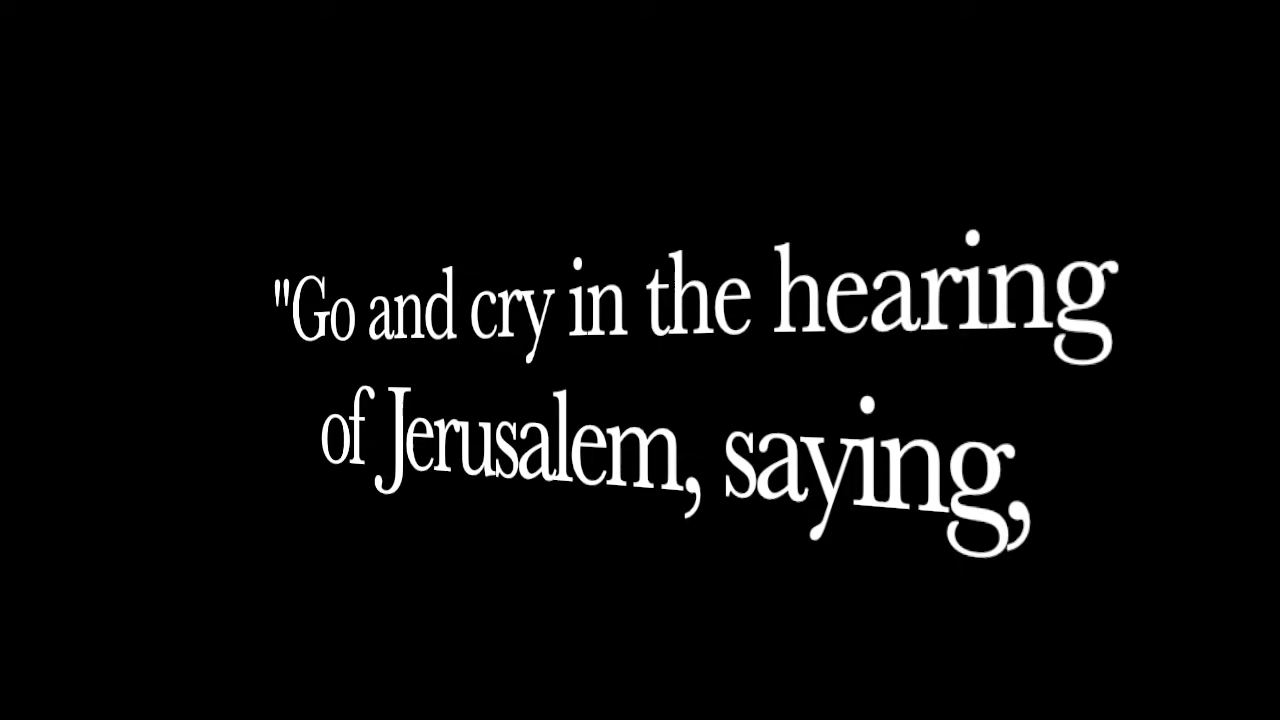 "Go and cry in the hearing
of Jerusalem, saying,